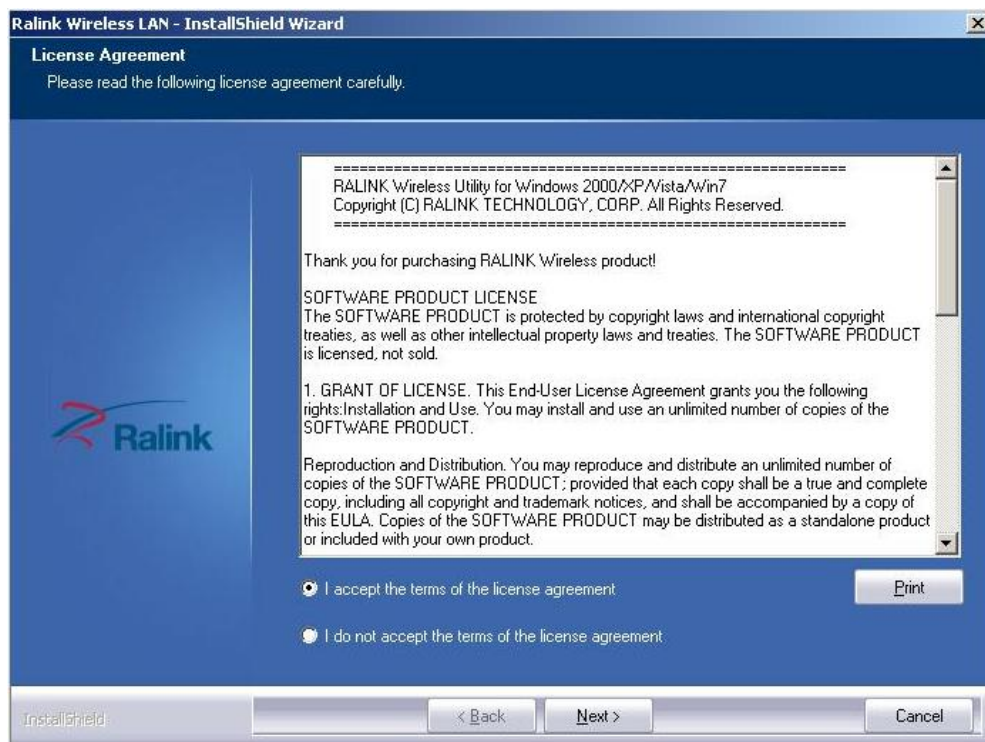 Ralink Wireless LAN - InstallShield Wizard
License Agreement
Please read the following license agreement carefully.
============================================================
RALINK Wireless Utility for Windows 2000/XP/Vista/Win7
Copyright (C) RALINK TECHNOLOGY, CORP. All Rights Reserved.
============================================================
Thank you for purchasing RALINK Wireless product!
SOFTWARE PRODUCT LICENSE
The SOFTWARE PRODUCT is protected by copyright laws and international copyright
treaties, as well as other intellectual property laws and treaties. The SOFTWARE PRODUCT
is licensed, not sold.
1. GRANT OF LICENSE. This End-User License Agreement grants you the following
rights:Installation and Use. You may install and use an unlimited number of copies of the
SOFTWARE PRODUCT.
Reproduction and Distribution. You may reproduce and distribute an unlimited number of
copies of the SOFTWARE PRODUCT; provided that each copy shall be a true and complete
copy, including all copyright and trademark notices, and shall be accompanied by a copy of
this EULA. Copies of the SOFTWARE PRODUCT may be distributed as a standalone product
or included with your own product.
Ralink
I accept the terms of the license agreement
Print
I do not accept the terms of the license agreement
InstallShield
< Back
Next >
Cancel